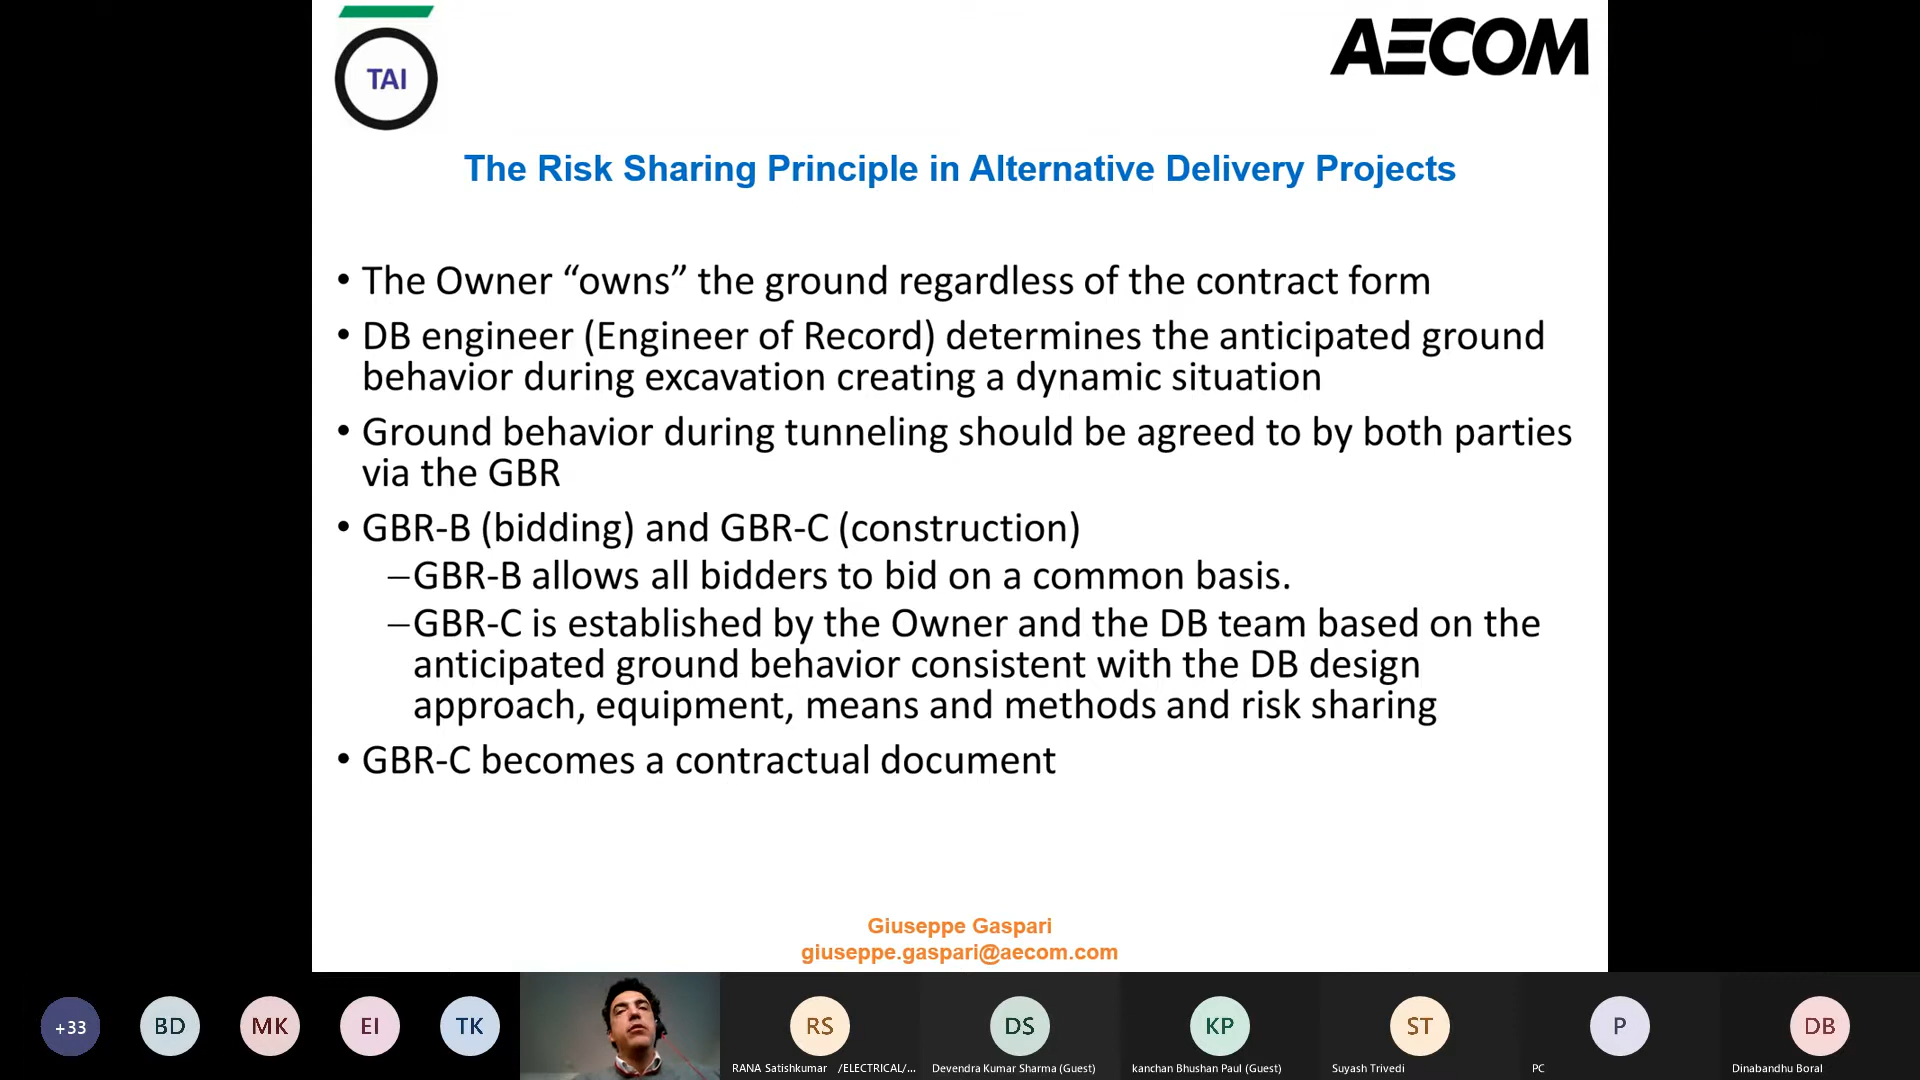 TAI
AECOM
The Risk Sharing Principle in Alternative Delivery Projects
• The Owner “owns” the ground regardless of the contract form
• DB engineer (Engineer of Record) determines the anticipated ground
behavior during excavation creating a dynamic situation
• Ground behavior during tunneling should be agreed to by both parties
via the GBR
• GBR-B (bidding) and GBR-C (construction)
–GBR-B allows all bidders to bid on a common basis.
–GBR-C is established by the Owner and the DB team based on the
anticipated ground behavior consistent with the DB design
approach, equipment, means and methods and risk sharing
• GBR-C becomes a contractual document
Giuseppe Gaspari
giuseppe.gaspari@aecom.com
+33
BD
MK
EI
TK
RS
DS
KP
ST
P
DB
RANA Satishkumar /ELECTRICAL/...
Devendra Kumar Sharma (Guest)
kanchan Bhushan Paul (Guest)
Suyash Trivedi
PC
Dinabandhu Boral